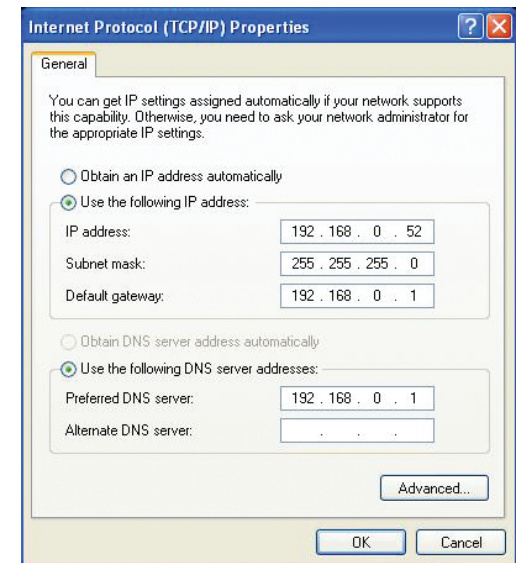 Internet Protocol (TCP/IP) Properties
General
You can get IP settings assigned automatically if your network supports
this capability. Otherwise, you need to ask your network administrator for
the appropriate IP settings.
Obtain an IP address automatically
Use the following IP address:
IP address: 192 . 168 . 0 . 52
Subnet mask: 255 . 255 . 255 . 0
Default gateway: 192 . 168 . 0 . 1
Obtain DNS server address automatically
Use the following DNS server addresses:
Preferred DNS server: 192 . 168 . 0 . 1
Alternate DNS server: . . .
Advanced...
OK Cancel